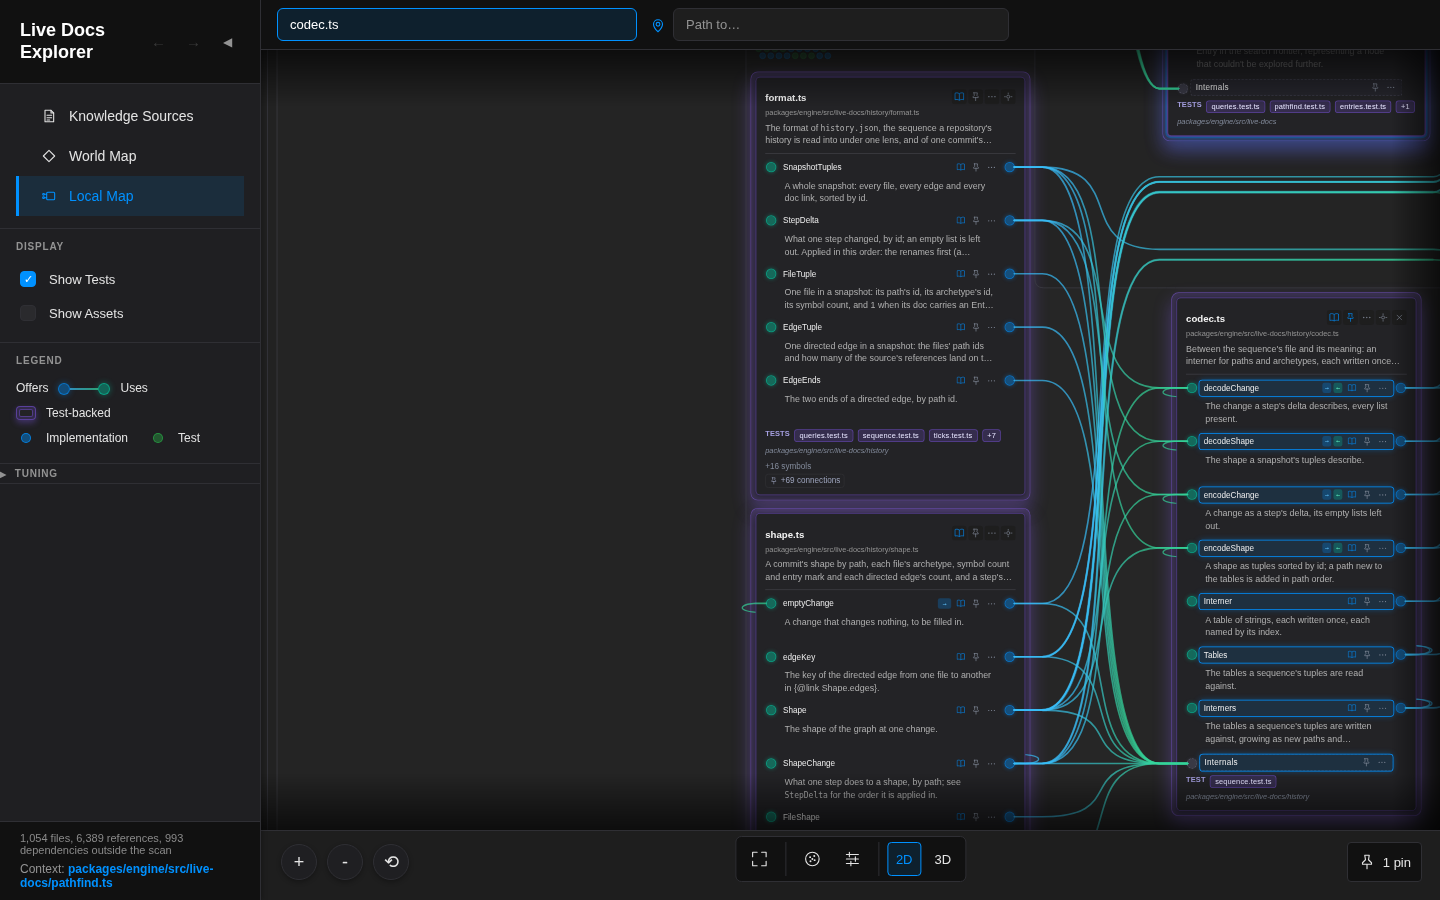 Live Docs
Explorer
codec.ts
Path to…
Knowledge Sources
World Map
Local Map
DISPLAY
Show Tests
Show Assets
LEGEND
Offers
Uses
Test-backed
Implementation
Test
TUNING
1,054 files, 6,389 references, 993
dependencies outside the scan
Context: packages/engine/src/live-
docs/pathfind.ts
format.ts
packages/engine/src/live-docs/history/format.ts
The format of history.json, the sequence a repository's
history is read into under one lens, and of one commit's…
SnapshotTuples
A whole snapshot: every file, every edge and every
doc link, sorted by id.
StepDelta
What one step changed, by id; an empty list is left
out. Applied in this order: the renames first (a…
FileTuple
One file in a snapshot: its path's id, its archetype's id,
its symbol count, and 1 when its doc carries an Ent…
EdgeTuple
One directed edge in a snapshot: the files' path ids
and how many of the source's references land on t…
EdgeEnds
The two ends of a directed edge, by path id.
TESTS queries.test.ts sequence.test.ts ticks.test.ts +7
packages/engine/src/live-docs/history
+16 symbols
+69 connections
shape.ts
packages/engine/src/live-docs/history/shape.ts
A commit's shape by path, each file's archetype, symbol count
and entry mark and each directed edge's count, and a step's…
emptyChange
A change that changes nothing, to be filled in.
edgeKey
The key of the directed edge from one file to another
in {@link Shape.edges}.
Shape
The shape of the graph at one change.
ShapeChange
What one step does to a shape, by path; see
StepDelta for the order it is applied in.
FileShape
Entry in the search frontier, representing a node
that couldn't be explored further.
Internals
TESTS queries.test.ts pathfind.test.ts entries.test.ts +1
packages/engine/src/live-docs
codec.ts
packages/engine/src/live-docs/history/codec.ts
Between the sequence's file and its meaning: an
interner for paths and archetypes, each written once…
decodeChange
The change a step's delta describes, every list
present.
decodeShape
The shape a snapshot's tuples describe.
encodeChange
A change as a step's delta, its empty lists left
out.
encodeShape
A shape as tuples sorted by id; a path new to
the tables is added in path order.
Interner
A table of strings, each written once, each
named by its index.
Tables
The tables a sequence's tuples are read
against.
Interners
The tables a sequence's tuples are written
against, growing as new paths and…
Internals
TEST sequence.test.ts
packages/engine/src/live-docs/history
+
-
2D
3D
1 pin